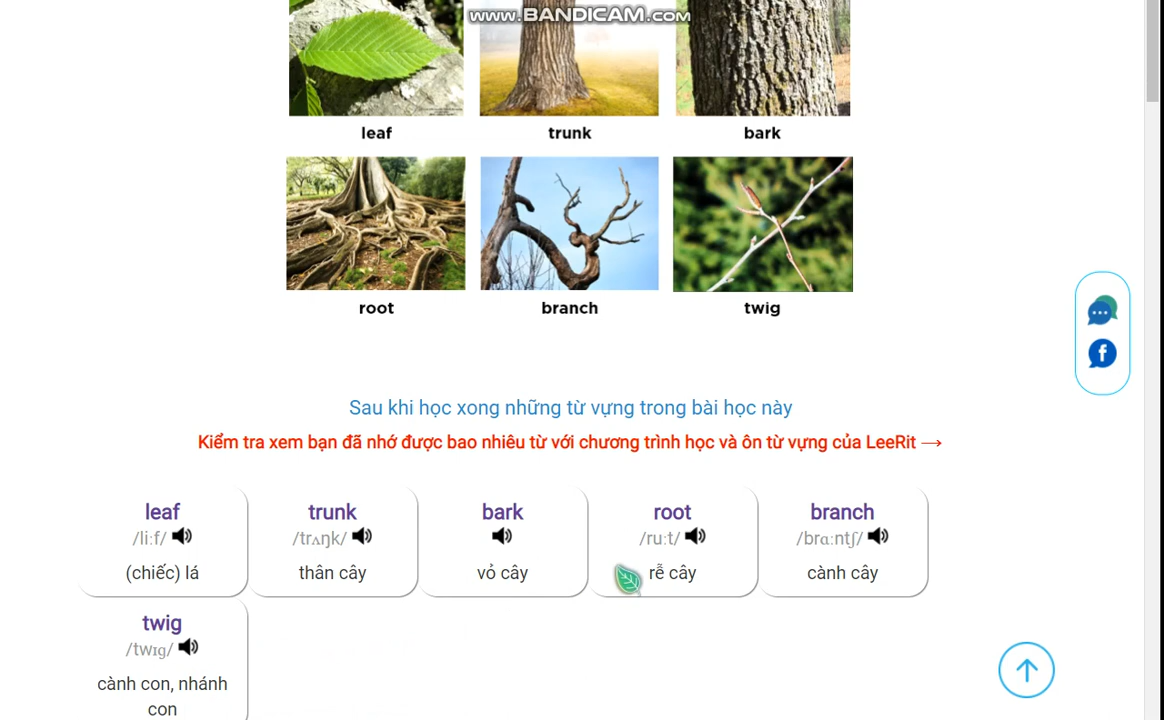 www.BANDICAM.com
leaf trunk bark
root branch twig
Sau khi học xong những từ vựng trong bài học này
Kiểm tra xem bạn đã nhớ được bao nhiêu từ với chương trình học và ôn từ vựng của LeeRit →
leaf
/liːf/
(chiếc) lá
trunk
/trʌŋk/
thân cây
bark
vỏ cây
root
/ruːt/
rễ cây
branch
/brɑːntʃ/
cành cây
twig
/twɪg/
cành con, nhánh
con